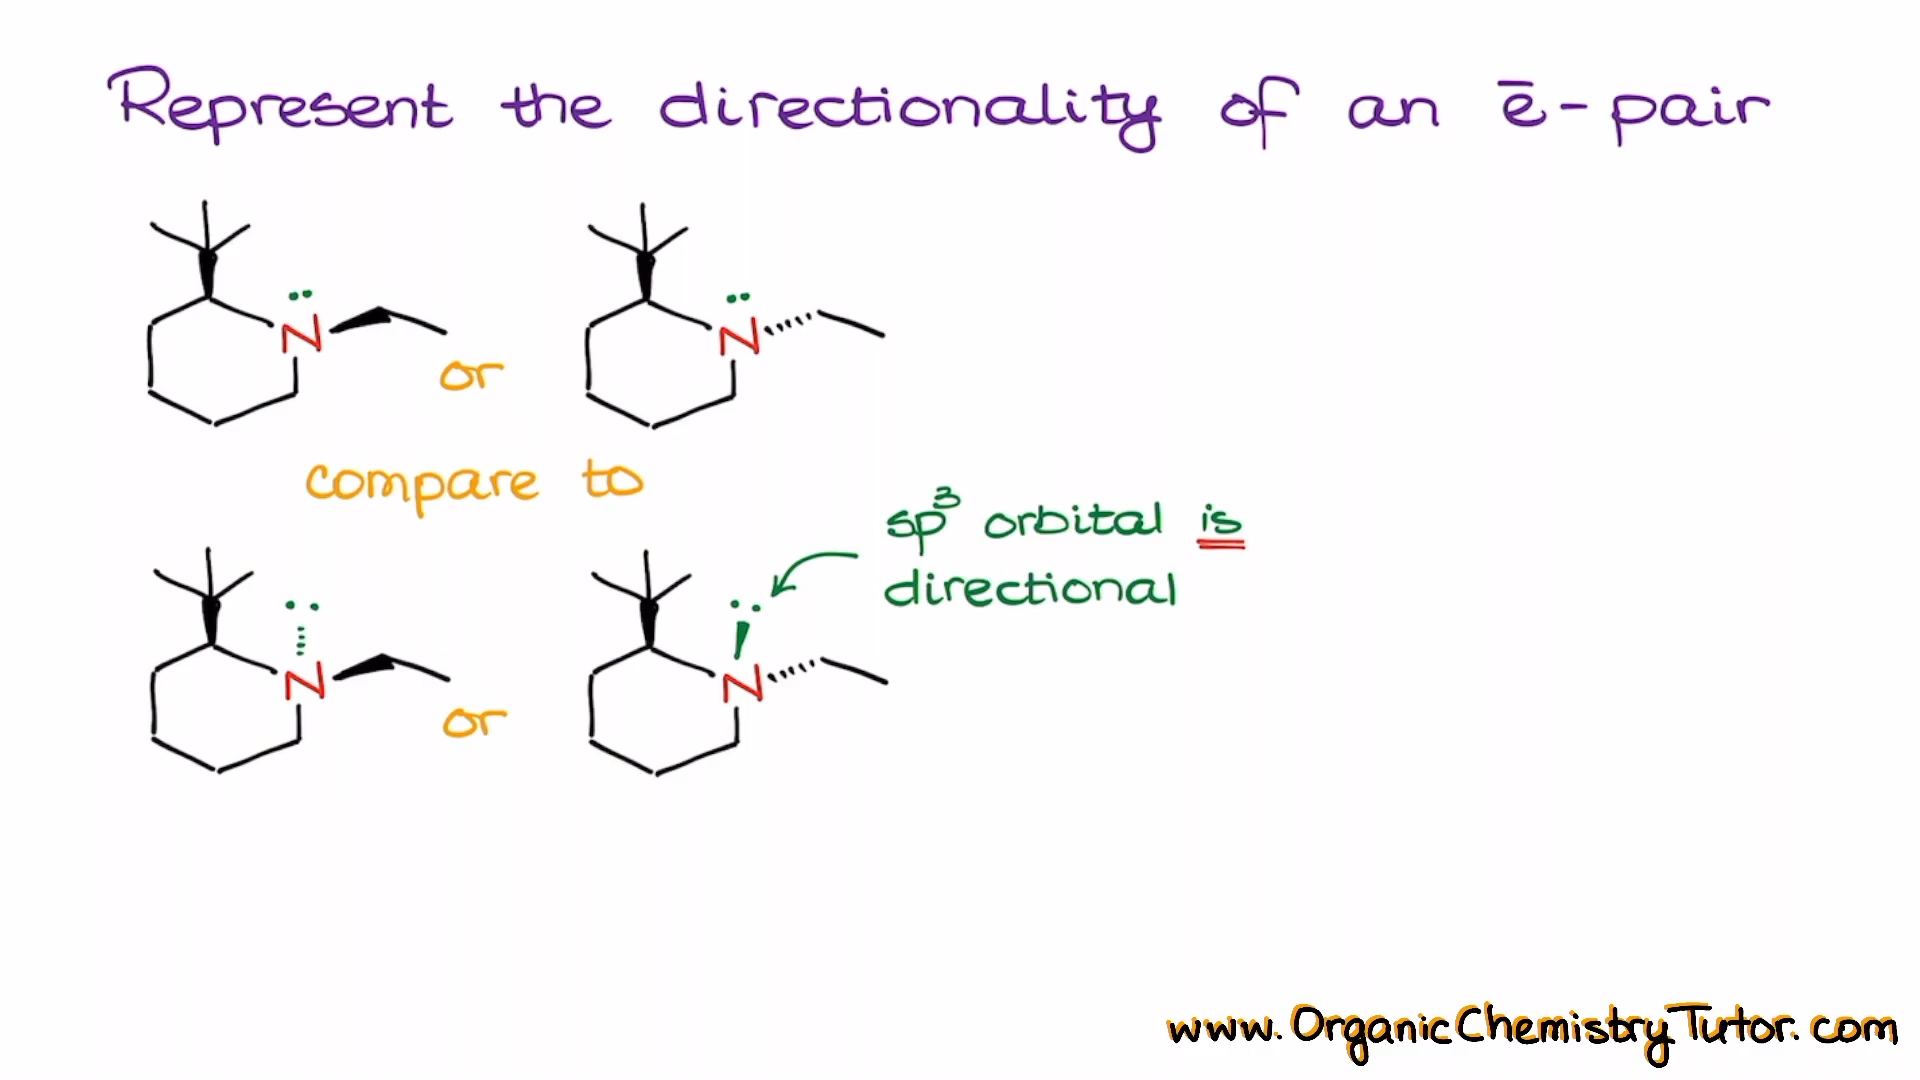 Represent the directionality of an ē-pair
N
or
N
compare to
sp³ orbital is
directional
N
or
N
www.OrganicChemistryTutor.com